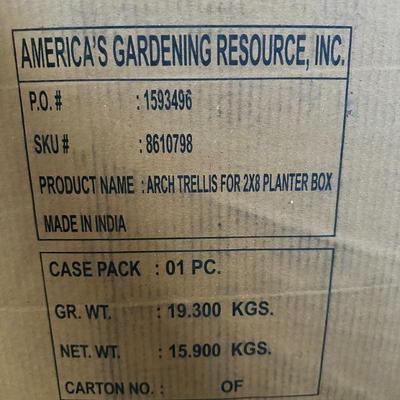 AMERICA'S GARDENING RESOURCE, INC.
P.O. # : 1593496
SKU # : 8610798
PRODUCT NAME : ARCH TRELLIS FOR 2X8 PLANTER BOX
MADE IN INDIA
CASE PACK : 01 PC.
GR. WT. : 19.300 KGS.
NET. WT. : 15.900 KGS.
CARTON NO. : OF